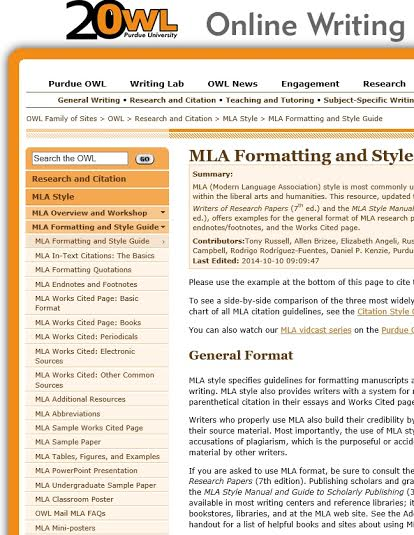 20WL
Purdue University
Online Writing
Purdue OWL Writing Lab OWL News Engagement Research
General Writing • Research and Citation • Teaching and Tutoring • Subject-Specific Writin
OWL Family of Sites > OWL > Research and Citation > MLA Style > MLA Formatting and Style Guide
Search the OWL GO
Research and Citation
MLA Style
MLA Overview and Workshop
MLA Formatting and Style Guide
MLA Formatting and Style Guide
MLA In-Text Citations: The Basics
MLA Formatting Quotations
MLA Endnotes and Footnotes
MLA Works Cited Page: Basic
Format
MLA Works Cited Page: Books
MLA Works Cited: Periodicals
MLA Works Cited: Electronic
Sources
MLA Works Cited: Other Common
Sources
MLA Additional Resources
MLA Abbreviations
MLA Sample Works Cited Page
MLA Sample Paper
MLA Tables, Figures, and Examples
MLA PowerPoint Presentation
MLA Undergraduate Sample Paper
MLA Classroom Poster
OWL Mail MLA FAQs
MLA Mini-posters
MLA Formatting and Style
Summary:
MLA (Modern Language Association) style is most commonly u
within the liberal arts and humanities. This resource, updated t
Writers of Research Papers (7th ed.) and the MLA Style Manual
ed.), offers examples for the general format of MLA research p
endnotes/footnotes, and the Works Cited page.
Contributors:Tony Russell, Allen Brizee, Elizabeth Angeli, Rus
Campbell, Rodrigo Rodríguez-Fuentes, Daniel P. Kenzie, Purdu
Last Edited: 2014-10-10 09:09:47
Please use the example at the bottom of this page to cite t
To see a side-by-side comparison of the three most widely
chart of all MLA citation guidelines, see the Citation Style C
You can also watch our MLA vidcast series on the Purdue O
General Format
MLA style specifies guidelines for formatting manuscripts a
writing. MLA style also provides writers with a system for r
parenthetical citation in their essays and Works Cited page
Writers who properly use MLA also build their credibility by
their source material. Most importantly, the use of MLA sty
accusations of plagiarism, which is the purposeful or accid
material by other writers.
If you are asked to use MLA format, be sure to consult the
Research Papers (7th edition). Publishing scholars and gra
the MLA Style Manual and Guide to Scholarly Publishing (3
available in most writing centers and reference libraries; it
bookstores, libraries, and at the MLA web site. See the Ad
handout for a list of helpful books and sites about using M